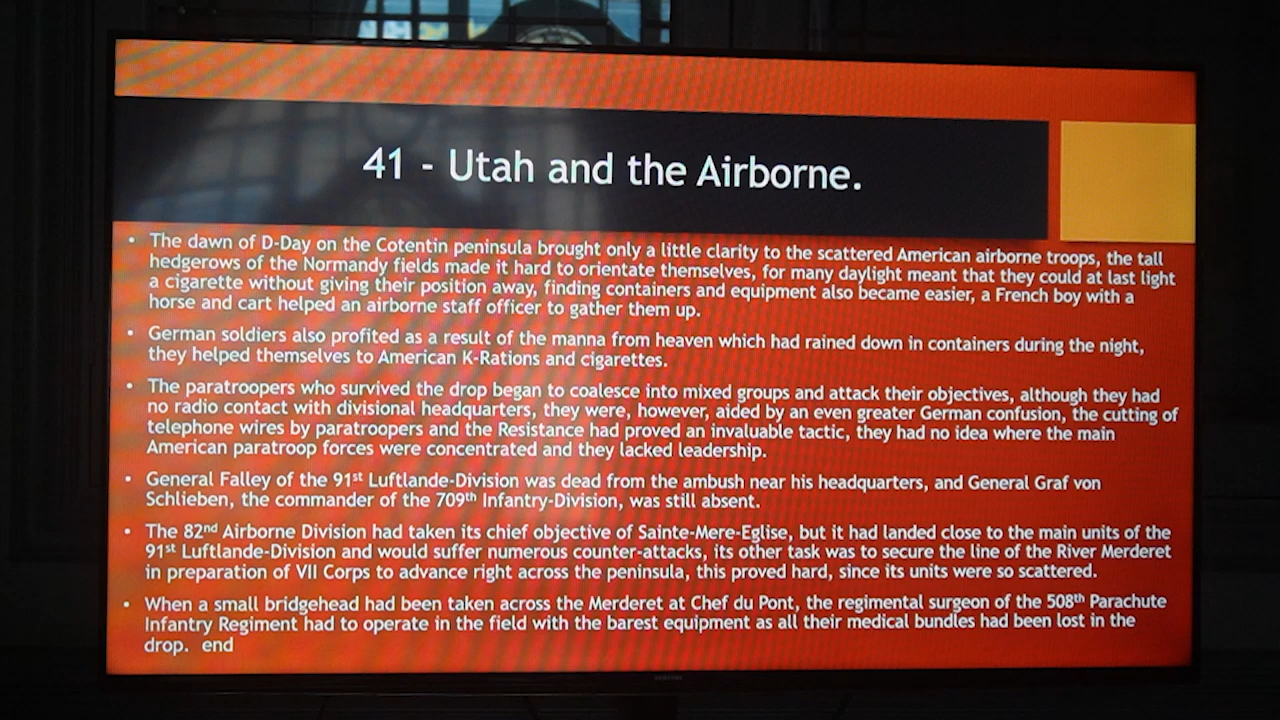 41 - Utah and the Airborne.
• The dawn of D-Day on the Cotentin peninsula brought only a little clarity to the scattered American airborne troops, the tall
hedgerows of the Normandy fields made it hard to orientate themselves, for many daylight meant that they could at last light
a cigarette without giving their position away, finding containers and equipment also became easier, a French boy with a
horse and cart helped an airborne staff officer to gather them up.
• German soldiers also profited as a result of the manna from heaven which had rained down in containers during the night,
they helped themselves to American K-Rations and cigarettes.
• The paratroopers who survived the drop began to coalesce into mixed groups and attack their objectives, although they had
no radio contact with divisional headquarters, they were, however, aided by an even greater German confusion, the cutting of
telephone wires by paratroopers and the Resistance had proved an invaluable tactic, they had no idea where the main
American paratroop forces were concentrated and they lacked leadership.
• General Falley of the 91st Luftlande-Division was dead from the ambush near his headquarters, and General Graf von
Schlieben, the commander of the 709th Infantry-Division, was still absent.
• The 82nd Airborne Division had taken its chief objective of Sainte-Mere-Eglise, but it had landed close to the main units of the
91st Luftlande-Division and would suffer numerous counter-attacks, its other task was to secure the line of the River Merderet
in preparation of VII Corps to advance right across the peninsula, this proved hard, since its units were so scattered.
• When a small bridgehead had been taken across the Merderet at Chef du Pont, the regimental surgeon of the 508th Parachute
Infantry Regiment had to operate in the field with the barest equipment as all their medical bundles had been lost in the
drop. end
SAMSUNG